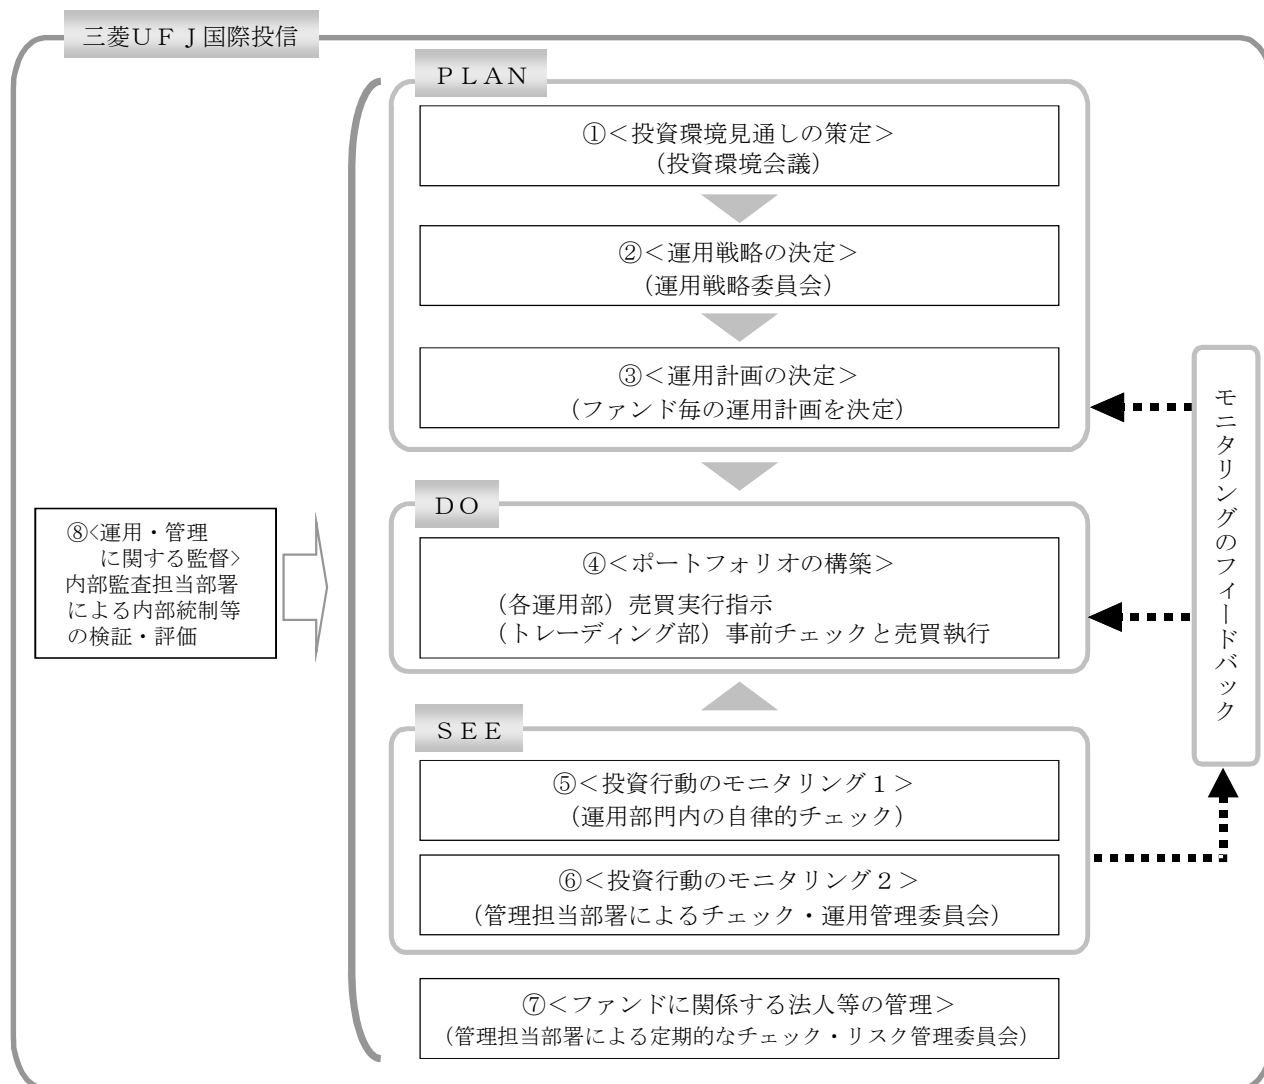 三菱UFJ国際投信
PLAN
①<投資環境見通しの策定>
(投資環境会議)
②<運用戦略の決定>
(運用戦略委員会)
③<運用計画の決定>
(ファンド毎の運用計画を決定)
DO
④<ポートフォリオの構築>
(各運用部)売買実行指示
(トレーディング部)事前チェックと売買執行
SEE
⑤<投資行動のモニタリング1>
(運用部門内の自律的チェック)
⑥<投資行動のモニタリング2>
(管理担当部署によるチェック・運用管理委員会)
⑦<ファンドに関係する法人等の管理>
(管理担当部署による定期的なチェック・リスク管理委員会)
⑧<運用・管理
に関する監督>
内部監査担当部署
による内部統制等
の検証・評価
モニタリングのフィードバック